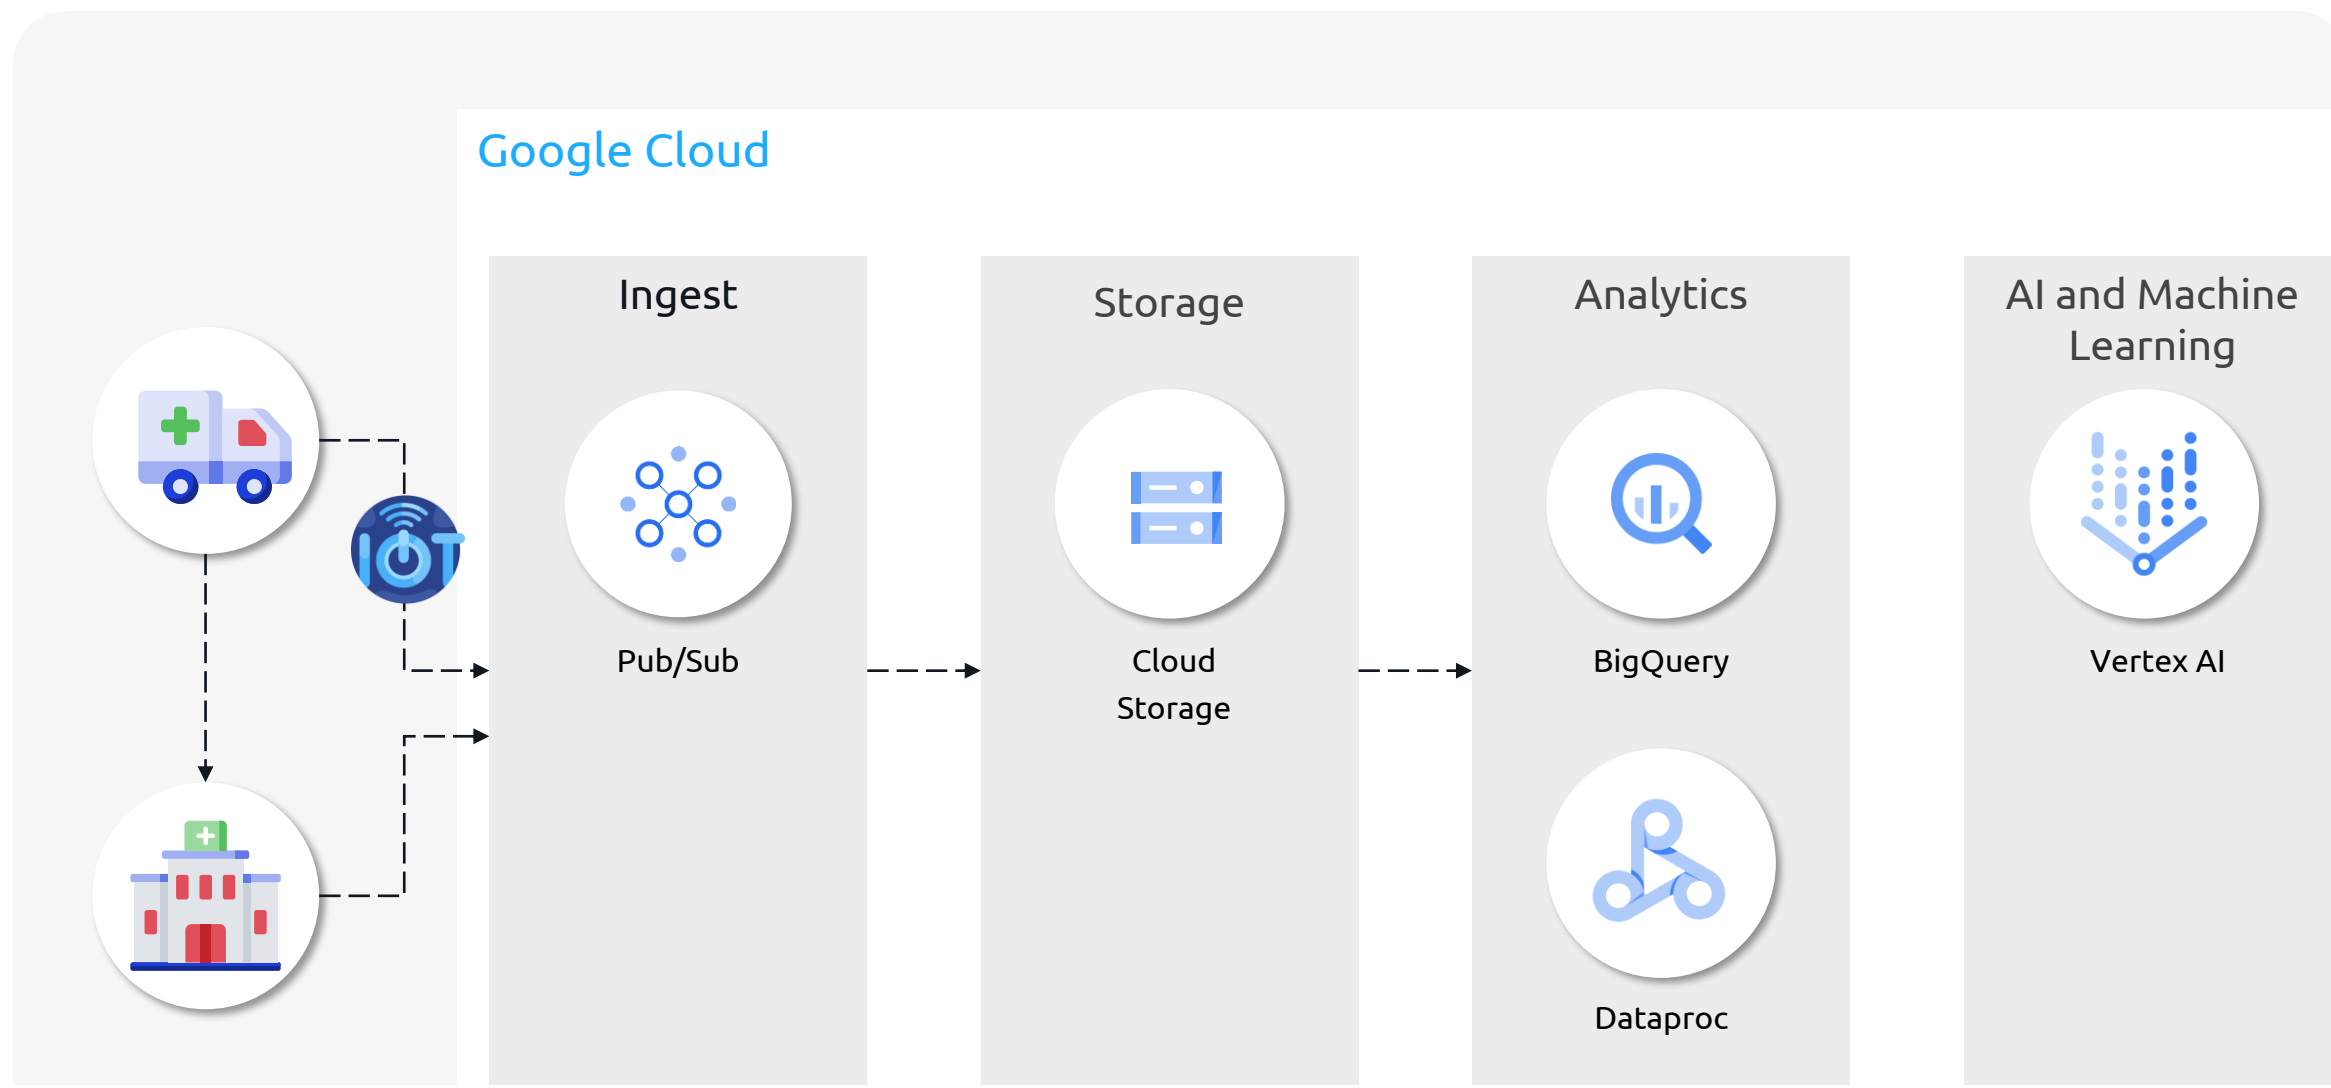 Google Cloud
Ingest
Storage
Analytics
AI and Machine
Learning
IOT
Pub/Sub
Cloud
Storage
BigQuery
Vertex AI
Dataproc